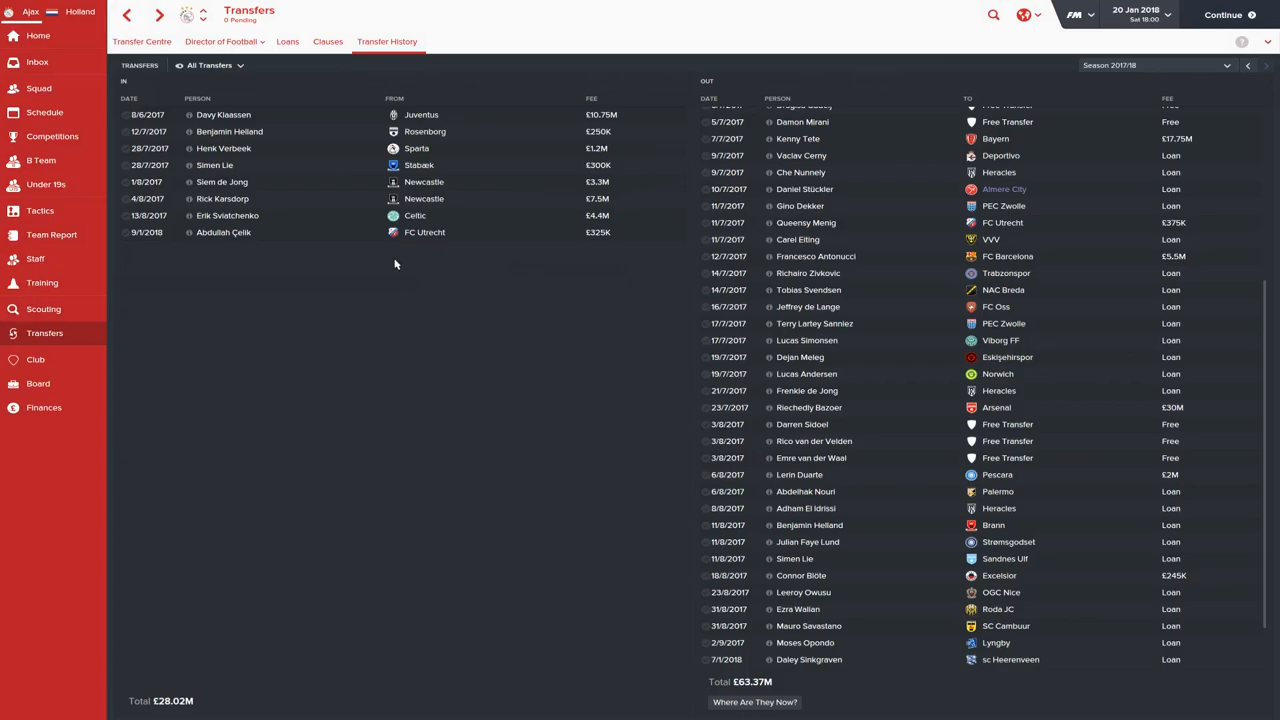 Ajax Holland
Transfers
0 Pending
FM
20 Jan 2018
Sat 18:00
Continue
Home
Inbox
Squad
Schedule
Competitions
B Team
Under 19s
Tactics
Team Report
Staff
Training
Scouting
Transfers
Club
Board
Finances
Transfer Centre Director of Football Loans Clauses Transfer History
?
TRANSFERS All Transfers
Season 2017/18
IN
DATE PERSON FROM FEE
8/6/2017 Davy Klaassen Juventus £10.75M
12/7/2017 Benjamin Helland Rosenborg £250K
28/7/2017 Henk Verbeek Sparta £1.2M
28/7/2017 Simen Lie Stabæk £300K
1/8/2017 Siem de Jong Newcastle £3.3M
4/8/2017 Rick Karsdorp Newcastle £7.5M
13/8/2017 Erik Sviatchenko Celtic £4.4M
9/1/2018 Abdullah Çelik FC Utrecht £325K
Total £28.02M
OUT
DATE PERSON TO FEE
Free Transfer Free
5/7/2017 Damon Mirani Free Transfer Free
7/7/2017 Kenny Tete Bayern £17.75M
9/7/2017 Vaclav Cerny Deportivo Loan
9/7/2017 Che Nunnely Heracles Loan
10/7/2017 Daniel Stückler Almere City Loan
11/7/2017 Gino Dekker PEC Zwolle Loan
11/7/2017 Queensy Menig FC Utrecht £375K
11/7/2017 Carel Eiting VVV Loan
12/7/2017 Francesco Antonucci FC Barcelona £5.5M
14/7/2017 Richairo Zivkovic Trabzonspor Loan
14/7/2017 Tobias Svendsen NAC Breda Loan
16/7/2017 Jeffrey de Lange FC Oss Loan
17/7/2017 Terry Lartey Sanniez PEC Zwolle Loan
17/7/2017 Lucas Simonsen Viborg FF Loan
19/7/2017 Dejan Meleg Eskişehirspor Loan
19/7/2017 Lucas Andersen Norwich Loan
21/7/2017 Frenkie de Jong Heracles Loan
23/7/2017 Riechedly Bazoer Arsenal £30M
3/8/2017 Darren Sidoel Free Transfer Free
3/8/2017 Rico van der Velden Free Transfer Free
3/8/2017 Emre van der Waal Free Transfer Free
6/8/2017 Lerin Duarte Pescara £2M
6/8/2017 Abdelhak Nouri Palermo Loan
8/8/2017 Adham El Idrissi Heracles Loan
11/8/2017 Benjamin Helland Brann Loan
11/8/2017 Julian Faye Lund Strømsgodset Loan
11/8/2017 Simen Lie Sandnes Ulf Loan
18/8/2017 Connor Blöte Excelsior £245K
23/8/2017 Leeroy Owusu OGC Nice Loan
31/8/2017 Ezra Walian Roda JC Loan
31/8/2017 Mauro Savastano SC Cambuur Loan
2/9/2017 Moses Opondo Lyngby Loan
7/1/2018 Daley Sinkgraven sc Heerenveen Loan
Total £63.37M
Where Are They Now?